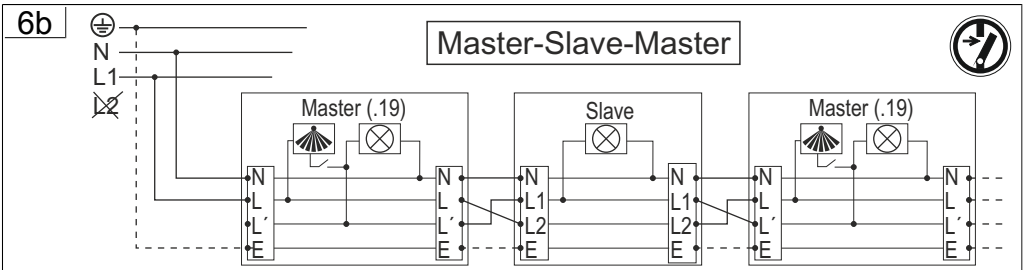 6b
Master-Slave-Master
N
L1
L2
Master (.19)
Slave
Master (.19)
N N N N N N
L L L1 L1 L L
L´ L´ L2 L2 L´ L´
E E E E E E